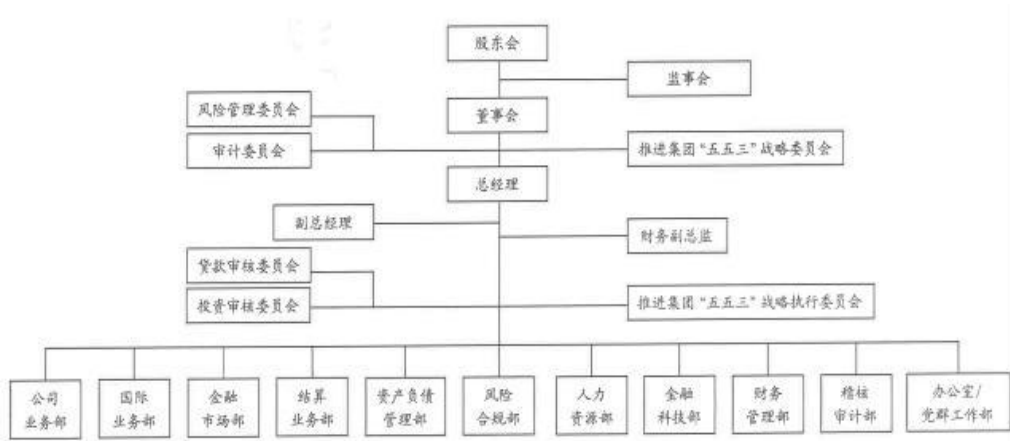 股东会
监事会
风险管理委员会
董事会
审计委员会
推进集团“五五三”战略委员会
总经理
副总经理
财务副总监
贷款审核委员会
投资审核委员会
推进集团“五五三”战略执行委员会
公司
业务部
国际
业务部
金融
市场部
结算
业务部
资产负债
管理部
风险
合规部
人力
资源部
金融
科技部
财务
管理部
稽核
审计部
办公室/
党群工作部